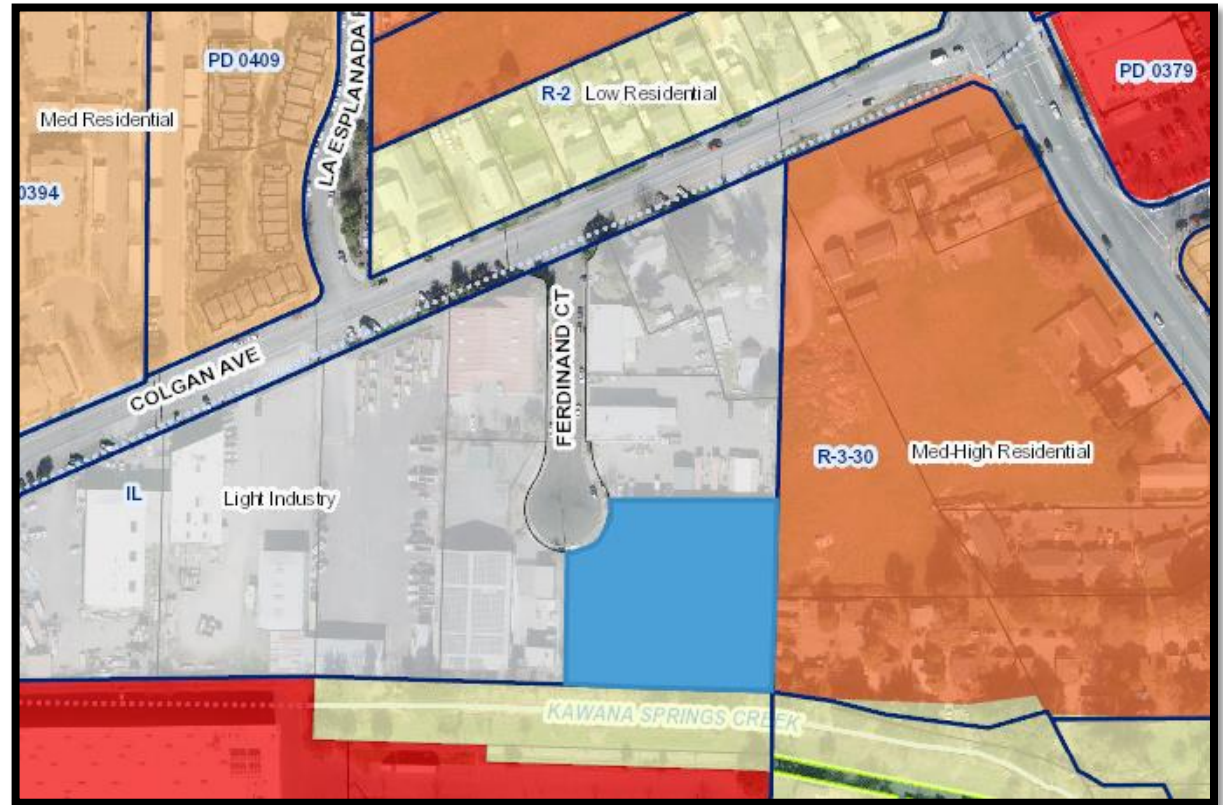 PD 0409
LA ESPLANADA P
PD 0379
R-2 Low Residential
Med Residential
0394
COLGAN AVE
FERDINAND CT
R-3-30 Med-High Residential
IL Light Industry
KAWANA SPRINGS CREEK